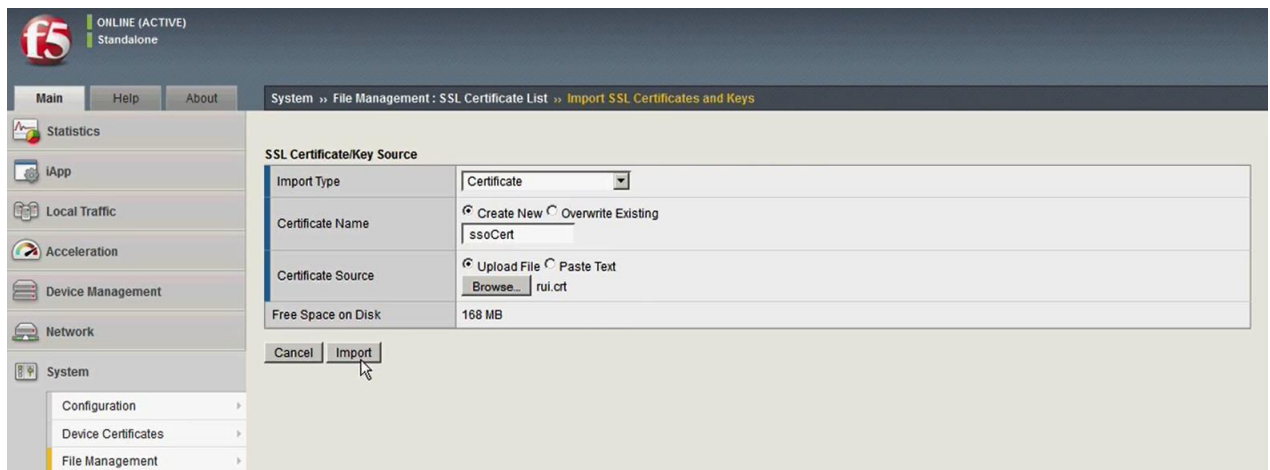 f5
ONLINE (ACTIVE)
Standalone
Main Help About
System ›› File Management : SSL Certificate List ›› Import SSL Certificates and Keys
Statistics
iApp
Local Traffic
Acceleration
Device Management
Network
System
Configuration
Device Certificates
File Management
SSL Certificate/Key Source
Import Type Certificate
Certificate Name Create New Overwrite Existing
ssoCert
Certificate Source Upload File Paste Text
Browse... rui.crt
Free Space on Disk 168 MB
Cancel Import